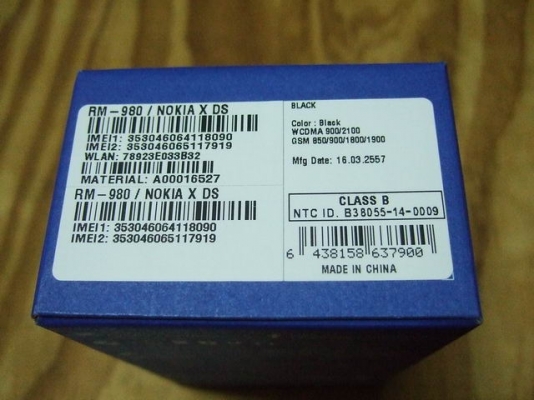 RM-980 / NOKIA X DS
IMEI1: 353046064118090
IMEI2: 353046065117919
WLAN: 78923E033B32
MATERIAL: A00016527
RM-980 / NOKIA X DS
IMEI1: 353046064118090
IMEI2: 353046065117919
BLACK
Color : Black
WCDMA 900/2100
GSM 850/900/1800/1900
Mfg Date: 16.03.2557
CLASS B
NTC ID. B38055-14-0009
6 438158 637900
MADE IN CHINA